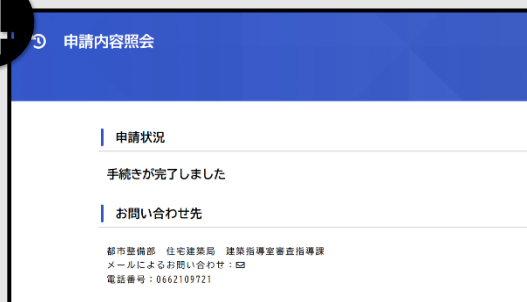 申請内容照会
申請状況
手続きが完了しました
お問い合わせ先
都市整備部 住宅建築局 建築指導室審査指導課
メールによるお問い合わせ：
電話番号：0662109721